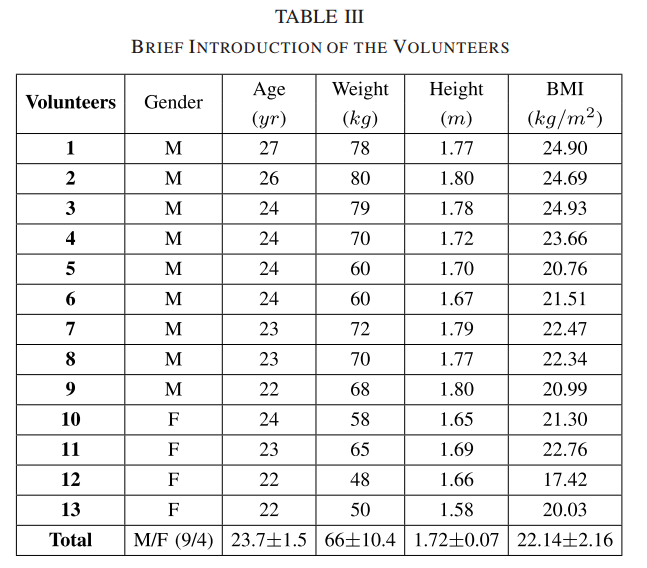 TABLE III
BRIEF INTRODUCTION OF THE VOLUNTEERS
Volunteers Gender Age (yr) Weight (kg) Height (m) BMI (kg/m²)
1 M 27 78 1.77 24.90
2 M 26 80 1.80 24.69
3 M 24 79 1.78 24.93
4 M 24 70 1.72 23.66
5 M 24 60 1.70 20.76
6 M 24 60 1.67 21.51
7 M 23 72 1.79 22.47
8 M 23 70 1.77 22.34
9 M 22 68 1.80 20.99
10 F 24 58 1.65 21.30
11 F 23 65 1.69 22.76
12 F 22 48 1.66 17.42
13 F 22 50 1.58 20.03
Total M/F (9/4) 23.7±1.5 66±10.4 1.72±0.07 22.14±2.16